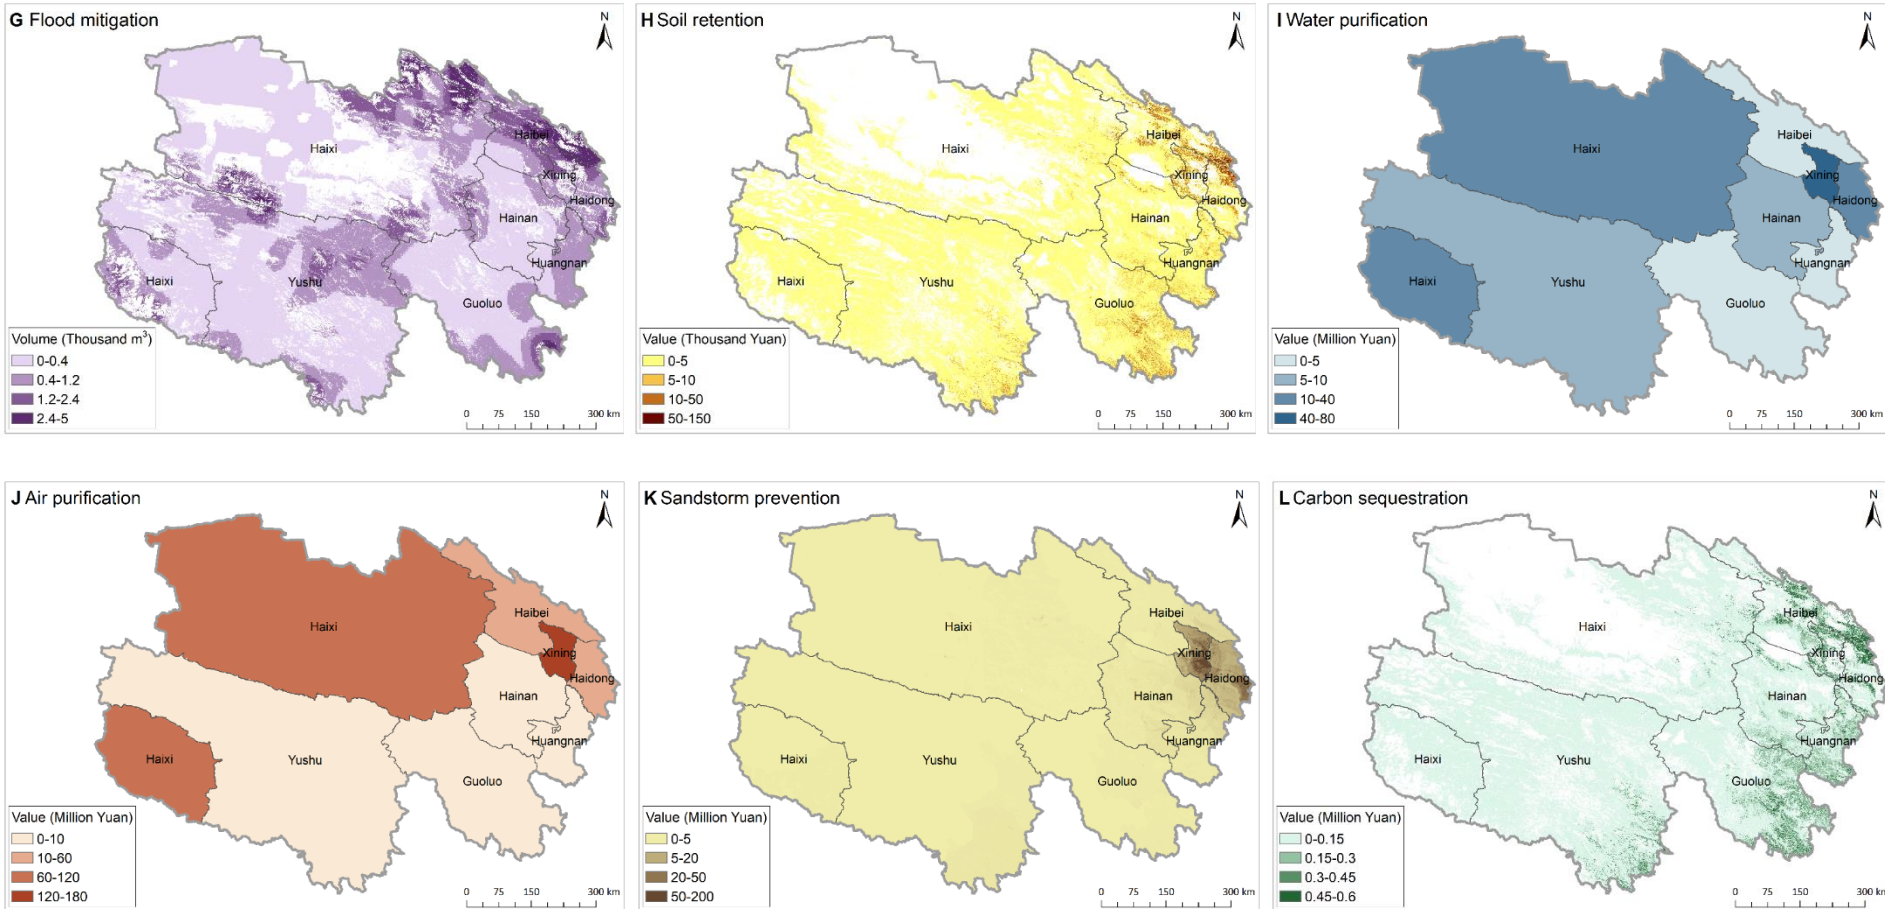 G Flood mitigation
N
Haixi
Haibei
Xining
Haidong
Hainan
Huangnan
Haixi
Yushu
Guoluo
Volume (Thousand m³)
0-0.4
0.4-1.2
1.2-2.4
2.4-5
0 75 150 300 km
H Soil retention
N
Haixi
Haibei
Xining
Haidong
Hainan
Huangnan
Haixi
Yushu
Guoluo
Value (Thousand Yuan)
0-5
5-10
10-50
50-150
0 75 150 300 km
I Water purification
N
Haixi
Haibei
Xining
Haidong
Hainan
Huangnan
Haixi
Yushu
Guoluo
Value (Million Yuan)
0-5
5-10
10-40
40-80
0 75 150 300 km
J Air purification
N
Haixi
Haibei
Xining
Haidong
Hainan
Huangnan
Haixi
Yushu
Guoluo
Value (Million Yuan)
0-10
10-60
60-120
120-180
0 75 150 300 km
K Sandstorm prevention
N
Haixi
Haibei
Xining
Haidong
Hainan
Huangnan
Haixi
Yushu
Guoluo
Value (Million Yuan)
0-5
5-20
20-50
50-200
0 75 150 300 km
L Carbon sequestration
N
Haixi
Haibei
Xining
Haidong
Hainan
Huangnan
Haixi
Yushu
Guoluo
Value (Million Yuan)
0-0.15
0.15-0.3
0.3-0.45
0.45-0.6
0 75 150 300 km